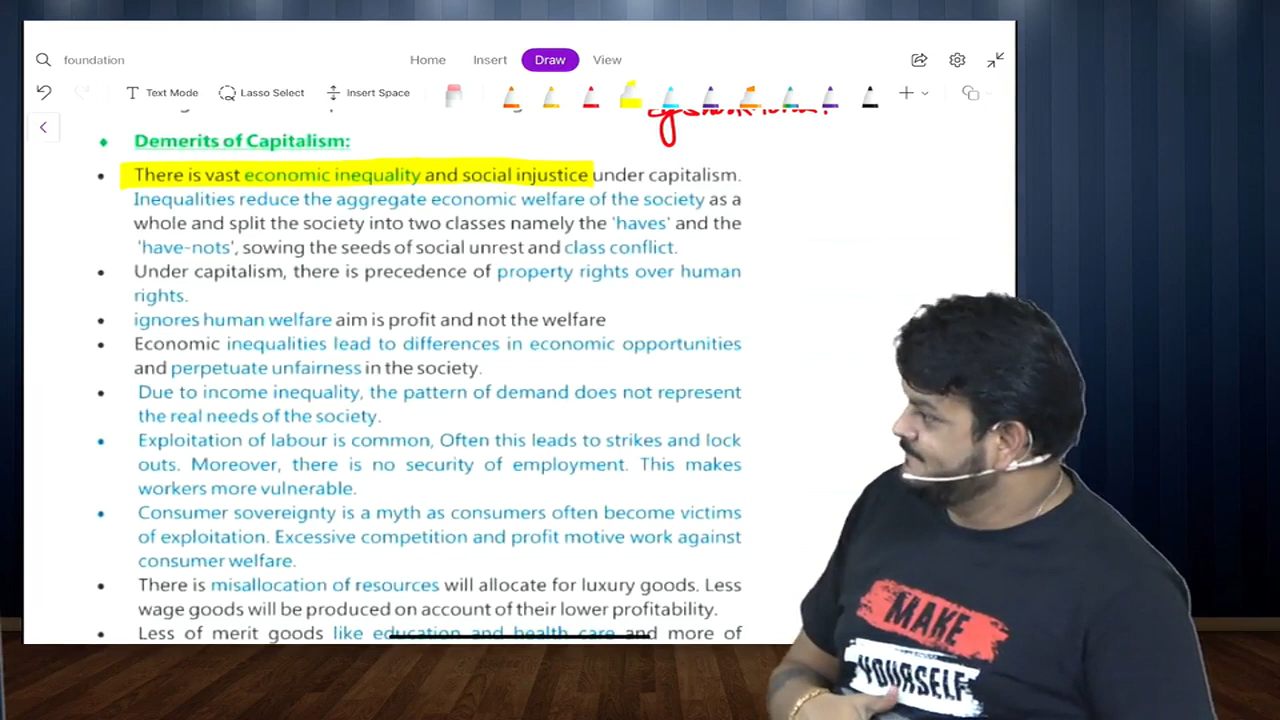 foundation
Home Insert Draw View
Text Mode Lasso Select Insert Space
Demerits of Capitalism:
There is vast economic inequality and social injustice under capitalism.
Inequalities reduce the aggregate economic welfare of the society as a
whole and split the society into two classes namely the 'haves' and the
'have-nots', sowing the seeds of social unrest and class conflict.
Under capitalism, there is precedence of property rights over human
rights.
ignores human welfare aim is profit and not the welfare
Economic inequalities lead to differences in economic opportunities
and perpetuate unfairness in the society.
Due to income inequality, the pattern of demand does not represent
the real needs of the society.
Exploitation of labour is common, Often this leads to strikes and lock
outs. Moreover, there is no security of employment. This makes
workers more vulnerable.
Consumer sovereignty is a myth as consumers often become victims
of exploitation. Excessive competition and profit motive work against
consumer welfare.
There is misallocation of resources will allocate for luxury goods. Less
wage goods will be produced on account of their lower profitability.
Less of merit goods like education and health care and more of
MAKE
YOURSELF